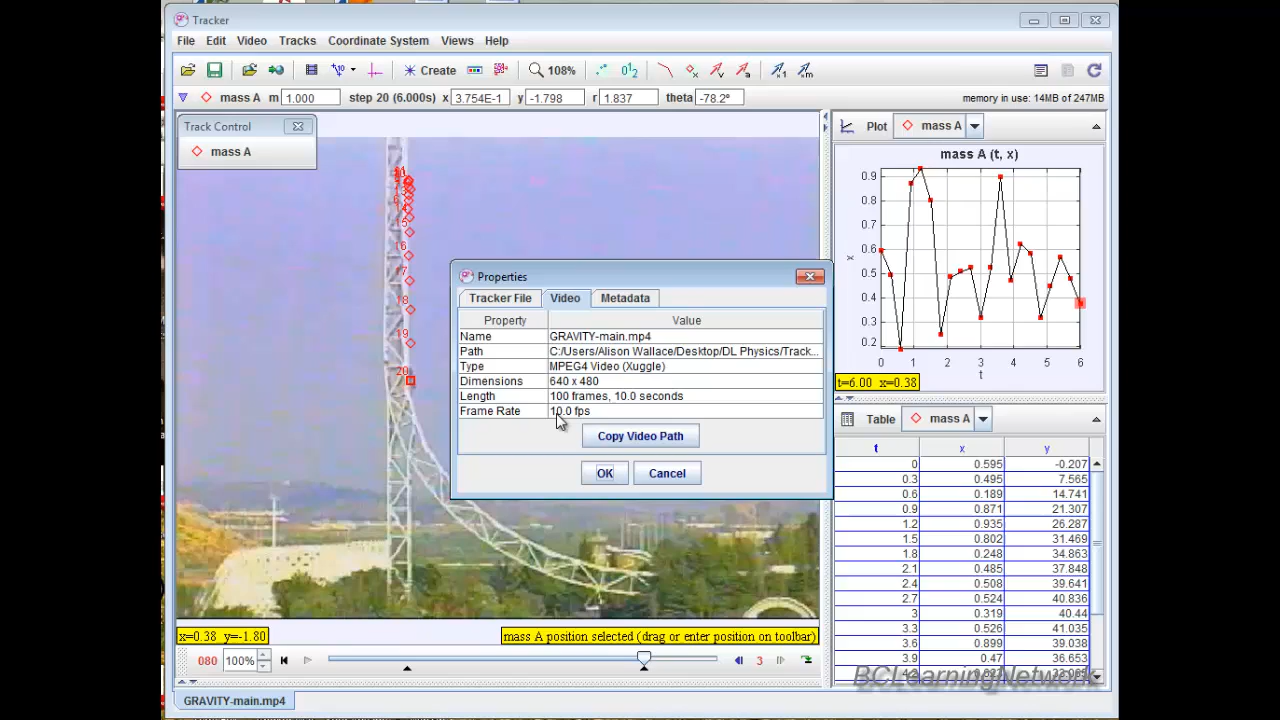 Tracker
File Edit Video Tracks Coordinate System Views Help
Create 108%
mass A m 1.000 step 20 (6.000s) x 3.754E-1 y -1.798 r 1.837 theta -78.2º memory in use: 14MB of 247MB
Track Control
mass A
Plot mass A
mass A (t, x)
0.9
0.8
0.7
0.6
x 0.5
0.4
0.3
0.2
0 1 2 3 4 5 6
t
t=6.00 x=0.38
15
16
17
18
19
20
Properties
Tracker File Video Metadata
Property Value
Name GRAVITY-main.mp4
Path C:/Users/Alison Wallace/Desktop/DL Physics/Track...
Type MPEG4 Video (Xuggle)
Dimensions 640 x 480
Length 100 frames, 10.0 seconds
Frame Rate 10.0 fps
Copy Video Path
OK Cancel
Table mass A
t x y
0 0.595 -0.207
0.3 0.495 7.565
0.6 0.189 14.741
0.9 0.871 21.307
1.2 0.935 26.287
1.5 0.802 31.469
1.8 0.248 34.863
2.1 0.485 37.848
2.4 0.508 39.641
2.7 0.524 40.836
3 0.319 40.44
3.3 0.526 41.035
3.6 0.899 39.038
3.9 0.47 36.653
BCLearningNetwork
x=0.38 y=-1.80 mass A position selected (drag or enter position on toolbar)
080 100% 3
GRAVITY-main.mp4